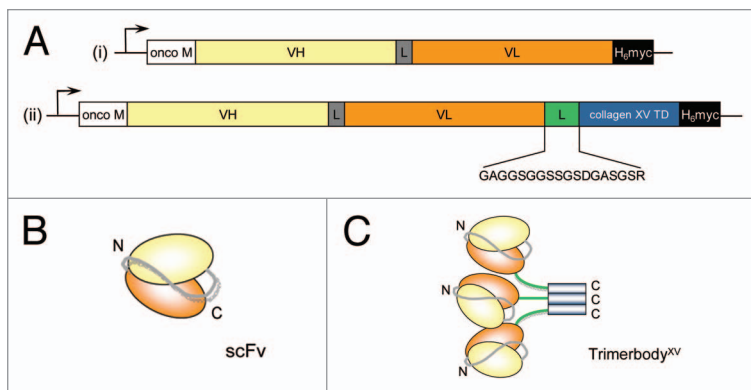 A
(i) onco M VH L VL H₆myc
(ii) onco M VH L VL L collagen XV TD H₆myc
GAGGSGGSSGSDGASGSR
B
N
C
scFv
C
N
N
N
C
C
C
Trimerbodyˣⱽ